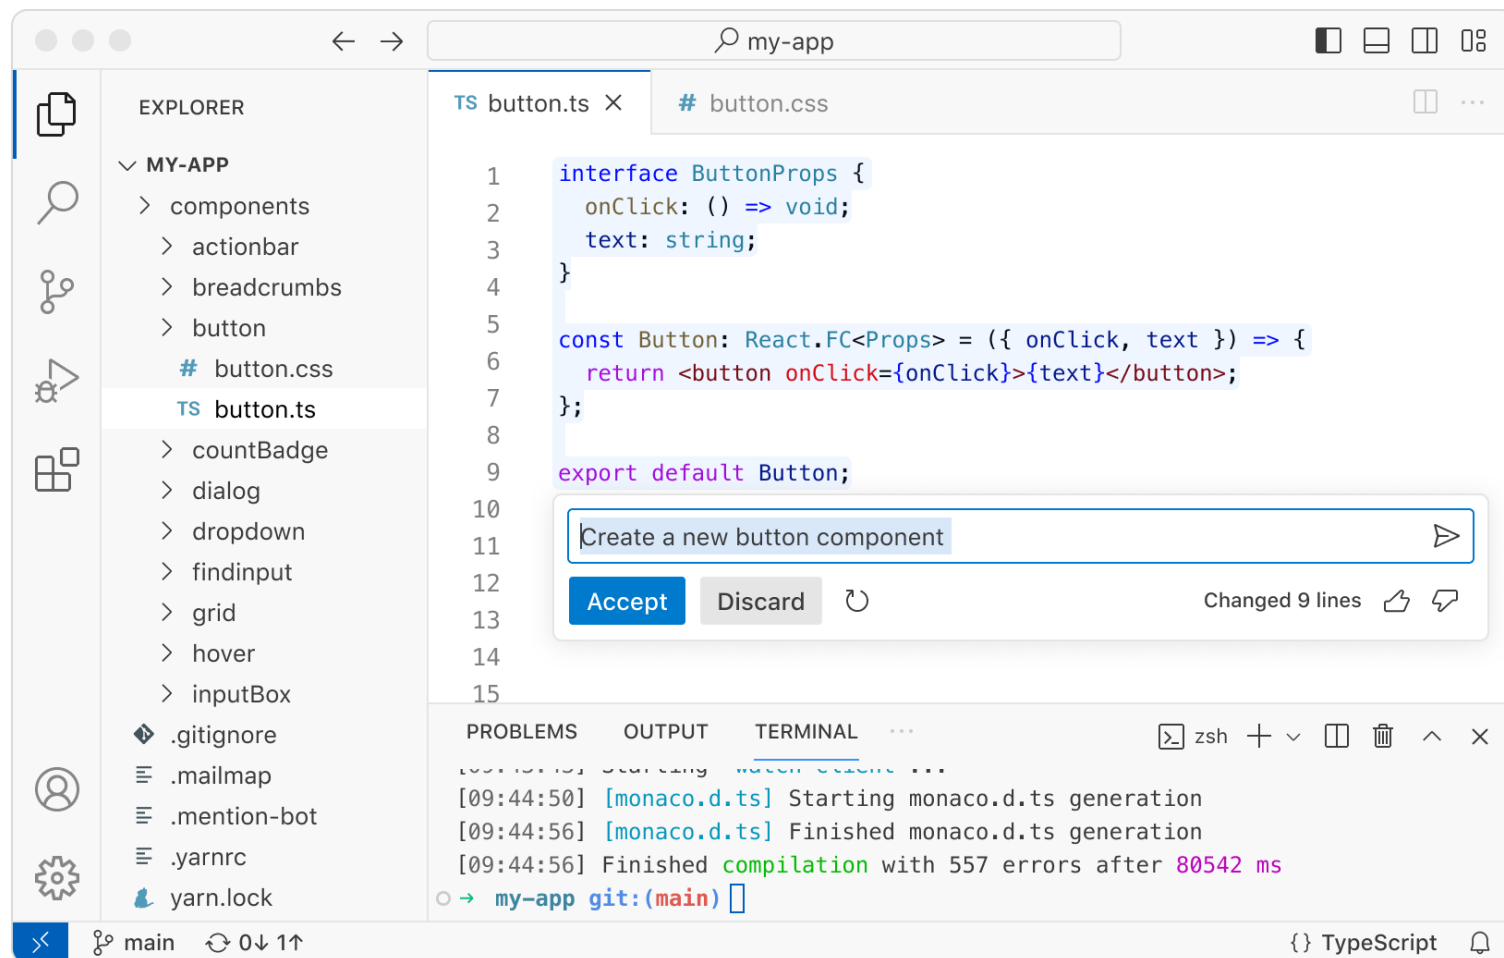 my-app
EXPLORER
MY-APP
components
actionbar
breadcrumbs
button
# button.css
TS button.ts
countBadge
dialog
dropdown
findinput
grid
hover
inputBox
.gitignore
.mailmap
.mention-bot
.yarnrc
yarn.lock
TS button.ts
# button.css
1 interface ButtonProps {
2 onClick: () => void;
3 text: string;
4 }
5
6 const Button: React.FC<Props> = ({ onClick, text }) => {
7 return <button onClick={onClick}>{text}</button>;
8 };
9
10 export default Button;
11
12
13
14
15
Create a new button component
Accept Discard Changed 9 lines
PROBLEMS OUTPUT TERMINAL ··· zsh
[09:43:43] Starting 'watch-client'...
[09:44:50] [monaco.d.ts] Starting monaco.d.ts generation
[09:44:56] [monaco.d.ts] Finished monaco.d.ts generation
[09:44:56] Finished compilation with 557 errors after 80542 ms
→ my-app git:(main)
main 0↓ 1↑ {} TypeScript